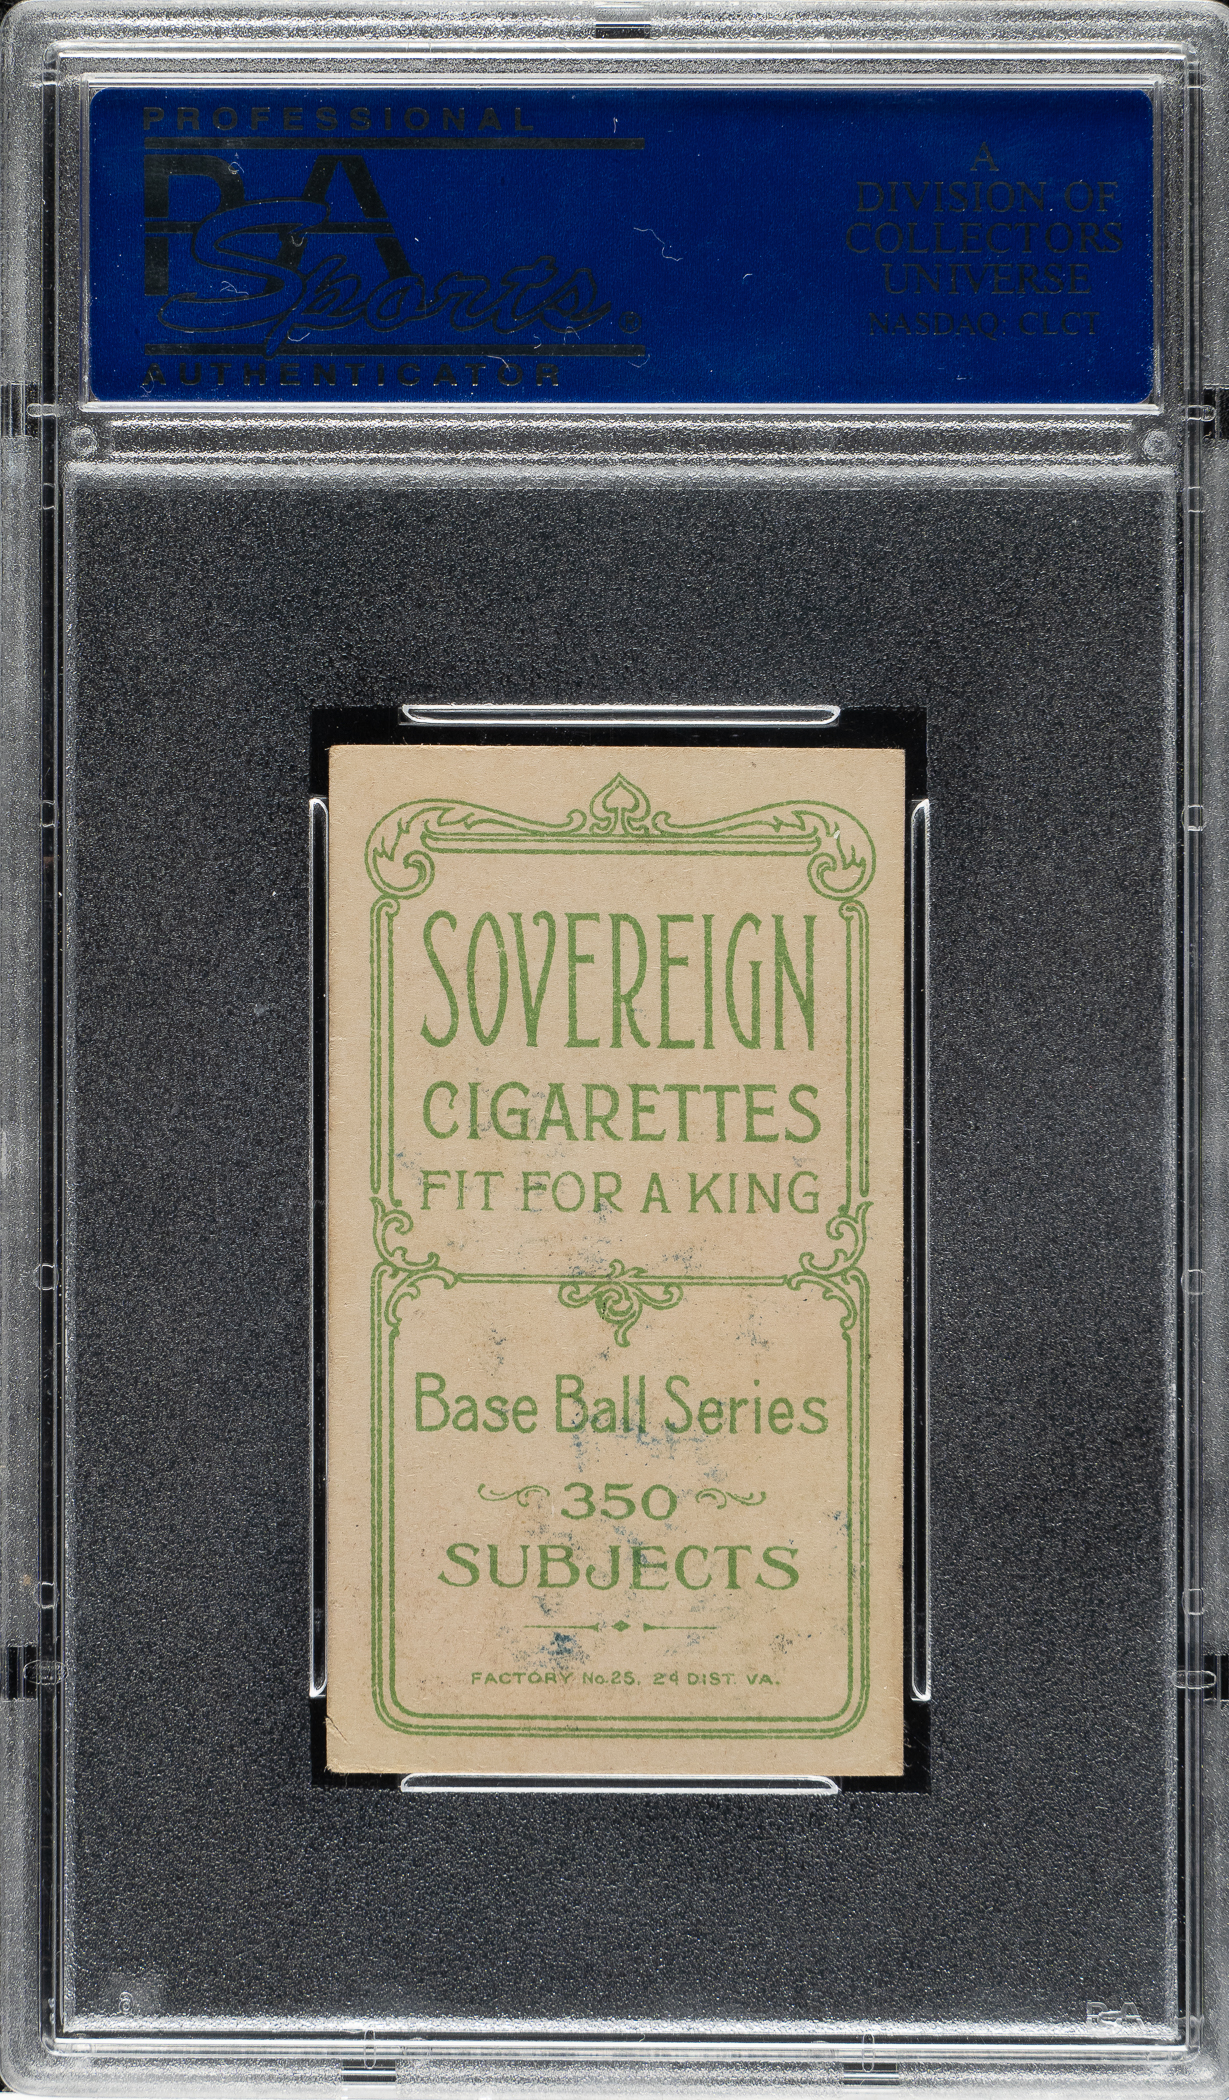 PROFESSIONAL
PSA
Sports®
AUTHENTICATOR
A
DIVISION OF
COLLECTORS
UNIVERSE
NASDAQ: CLCT
SOVEREIGN
CIGARETTES
FIT FOR A KING
Base Ball Series
350
SUBJECTS
FACTORY No. 25, 2d DIST. VA.
PSA